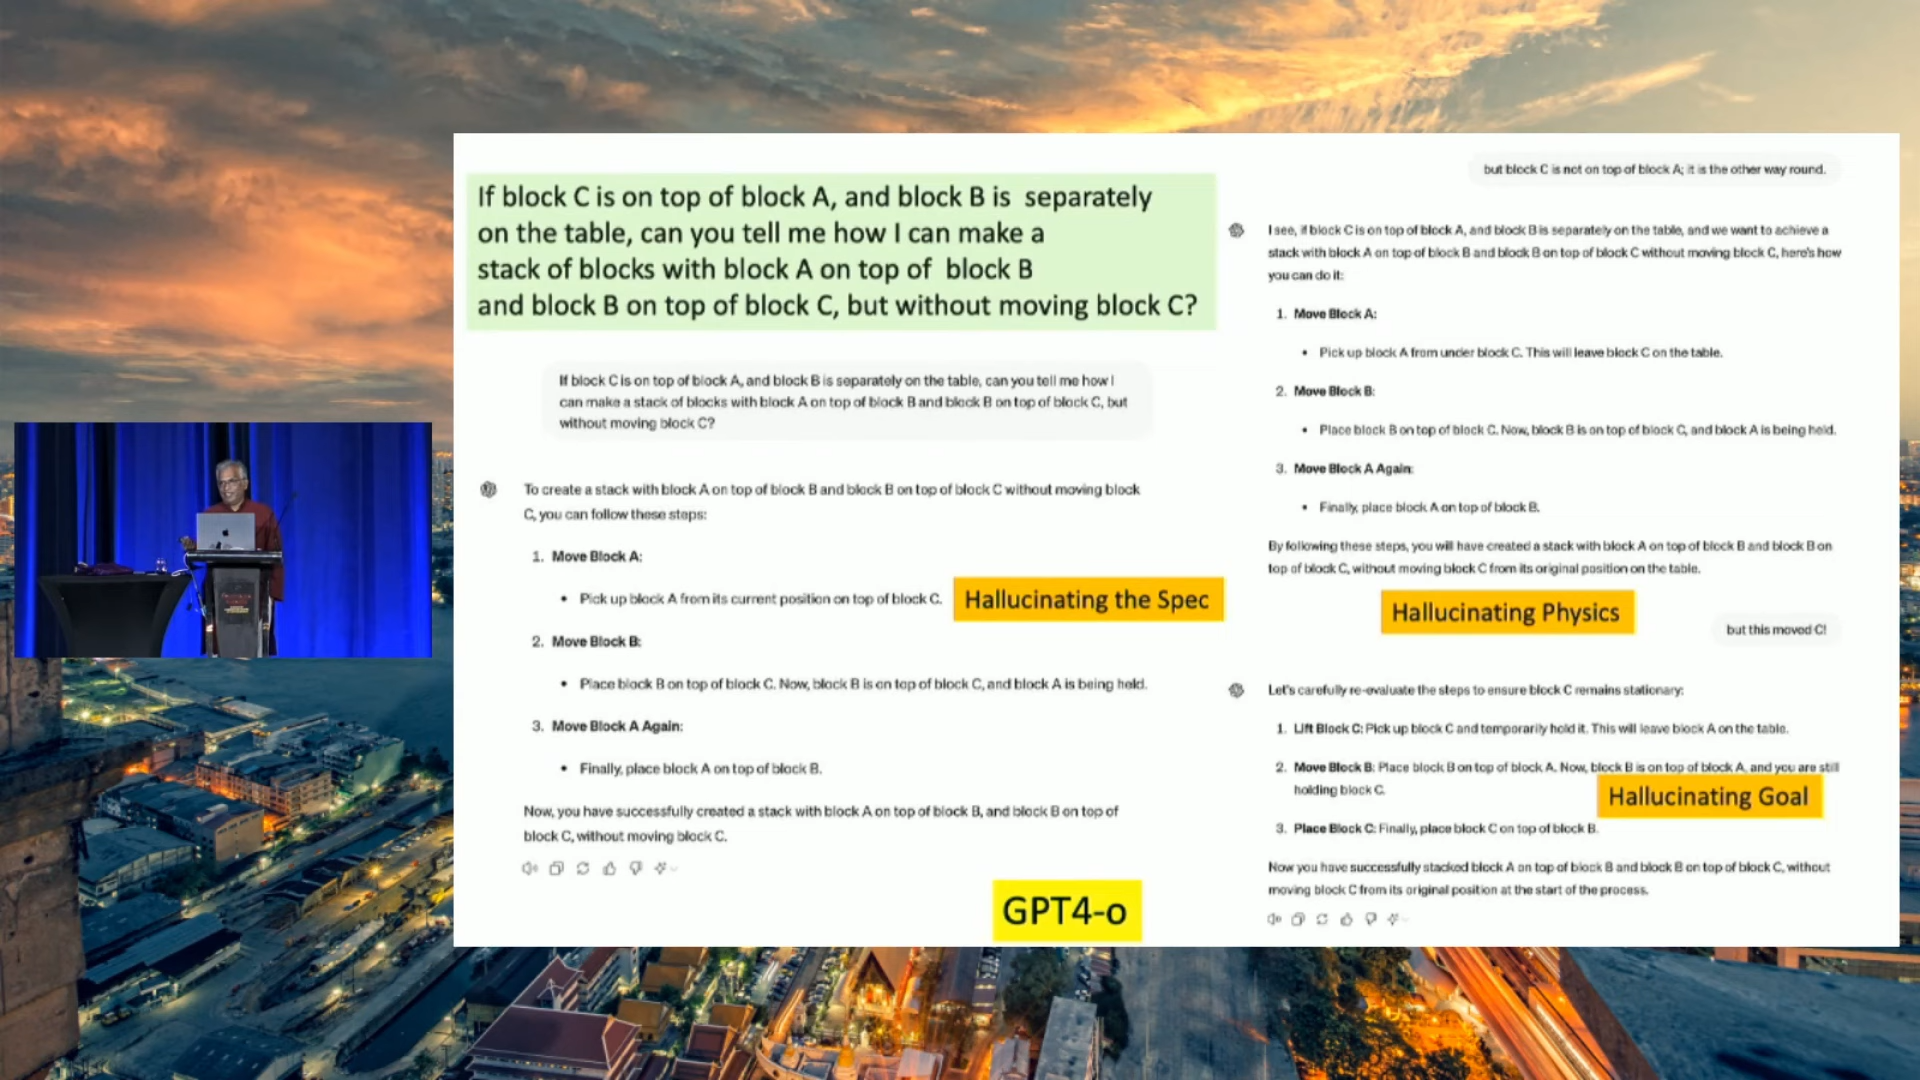 If block C is on top of block A, and block B is separately
on the table, can you tell me how I can make a
stack of blocks with block A on top of block B
and block B on top of block C, but without moving block C?
If block C is on top of block A, and block B is separately on the table, can you tell me how I
can make a stack of blocks with block A on top of block B and block B on top of block C, but
without moving block C?
To create a stack with block A on top of block B and block B on top of block C without moving block
C, you can follow these steps:
1. Move Block A:
• Pick up block A from its current position on top of block C.
Hallucinating the Spec
2. Move Block B:
• Place block B on top of block C. Now, block B is on top of block C, and block A is being held.
3. Move Block A Again:
• Finally, place block A on top of block B.
Now, you have successfully created a stack with block A on top of block B, and block B on top of
block C, without moving block C.
GPT4-o
but block C is not on top of block A; it is the other way round.
I see, if block C is on top of block A, and block B is separately on the table, and we want to achieve a
stack with block A on top of block B and block B on top of block C without moving block C, here's how
you can do it:
1. Move Block A:
• Pick up block A from under block C. This will leave block C on the table.
2. Move Block B:
• Place block B on top of block C. Now, block B is on top of block C, and block A is being held.
3. Move Block A Again:
• Finally, place block A on top of block B.
By following these steps, you will have created a stack with block A on top of block B and block B on
top of block C, without moving block C from its original position on the table.
Hallucinating Physics
but this moved C!
Let's carefully re-evaluate the steps to ensure block C remains stationary:
1. Lift Block C: Pick up block C and temporarily hold it. This will leave block A on the table.
2. Move Block B: Place block B on top of block A. Now, block B is on top of block A, and you are still
holding block C.
Hallucinating Goal
3. Place Block C: Finally, place block C on top of block B.
Now you have successfully stacked block A on top of block B and block B on top of block C, without
moving block C from its original position at the start of the process.